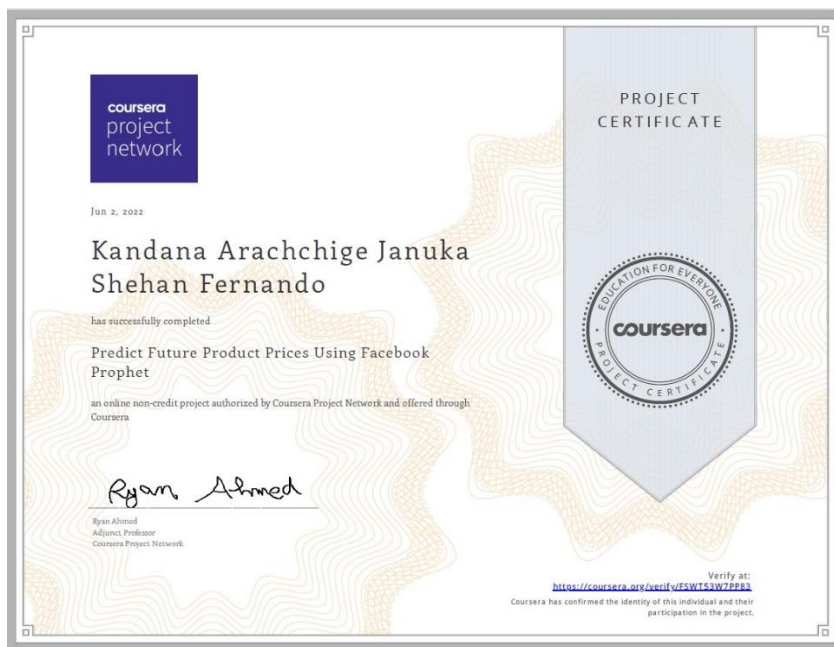 coursera
project
network
Jun 2, 2022
Kandana Arachchige Januka
Shehan Fernando
has successfully completed
Predict Future Product Prices Using Facebook
Prophet
an online non-credit project authorized by Coursera Project Network and offered through
Coursera
Ryan Ahmed
Ryan Ahmed
Adjunct Professor
Coursera Project Network
PROJECT
CERTIFICATE
EDUCATION FOR EVERYONE
coursera
PROJECT CERTIFICATE
Verify at:
https://coursera.org/verify/FSWT53W7PP83
Coursera has confirmed the identity of this individual and their
participation in the project.